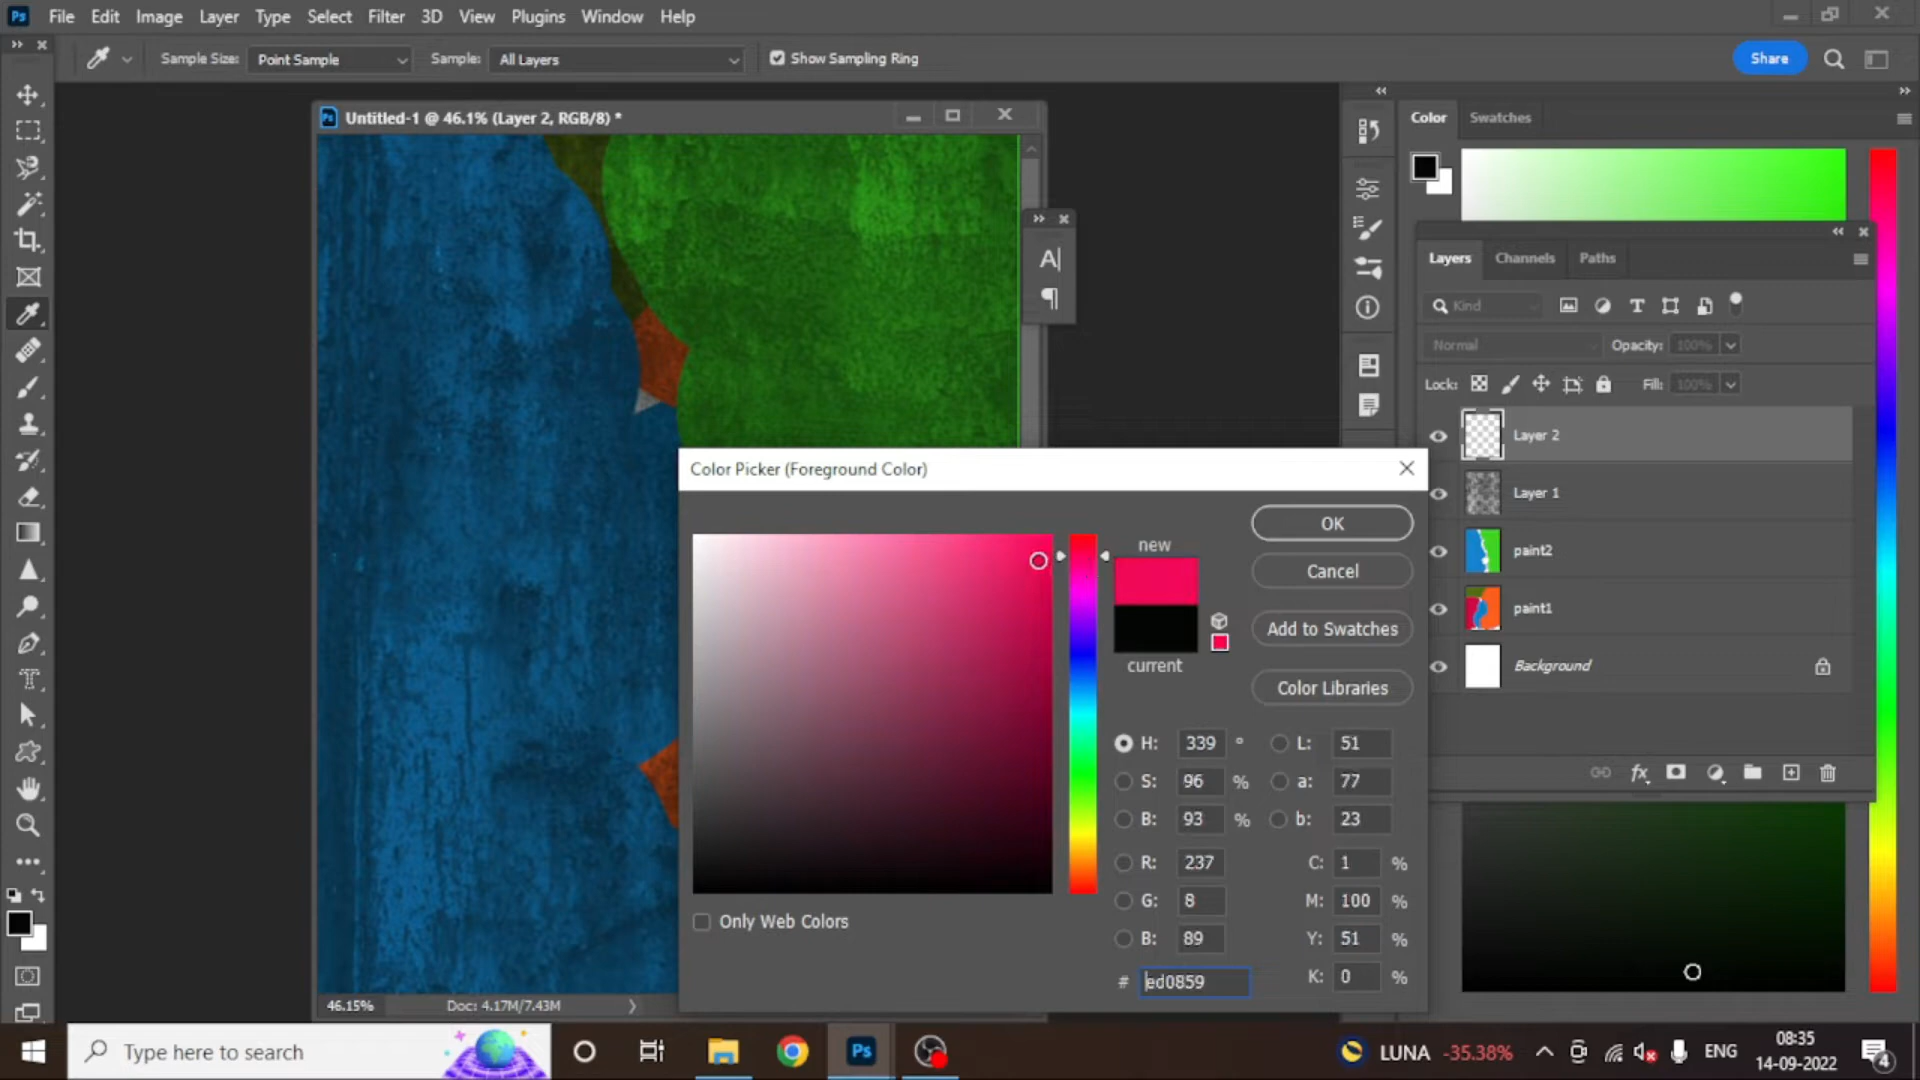 Ps File Edit Image Layer Type Select Filter 3D View Plugins Window Help
Sample Size: Point Sample Sample: All Layers Show Sampling Ring Share
Untitled-1 @ 46.1% (Layer 2, RGB/8) *
Color Swatches
Layers Channels Paths
Kind
Normal Opacity: 100%
Lock: Fill: 100%
Layer 2
Layer 1
paint2
paint1
Background
Color Picker (Foreground Color)
new
current
OK
Cancel
Add to Swatches
Color Libraries
H: 339 ° L: 51
S: 96 % a: 77
B: 93 % b: 23
R: 237 C: 1 %
G: 8 M: 100 %
B: 89 Y: 51 %
# ed0859 K: 0 %
Only Web Colors
46.15% Doc: 4.17M/7.43M
Type here to search
Ps
LUNA -35.38%
ENG
08:35
14-09-2022
4